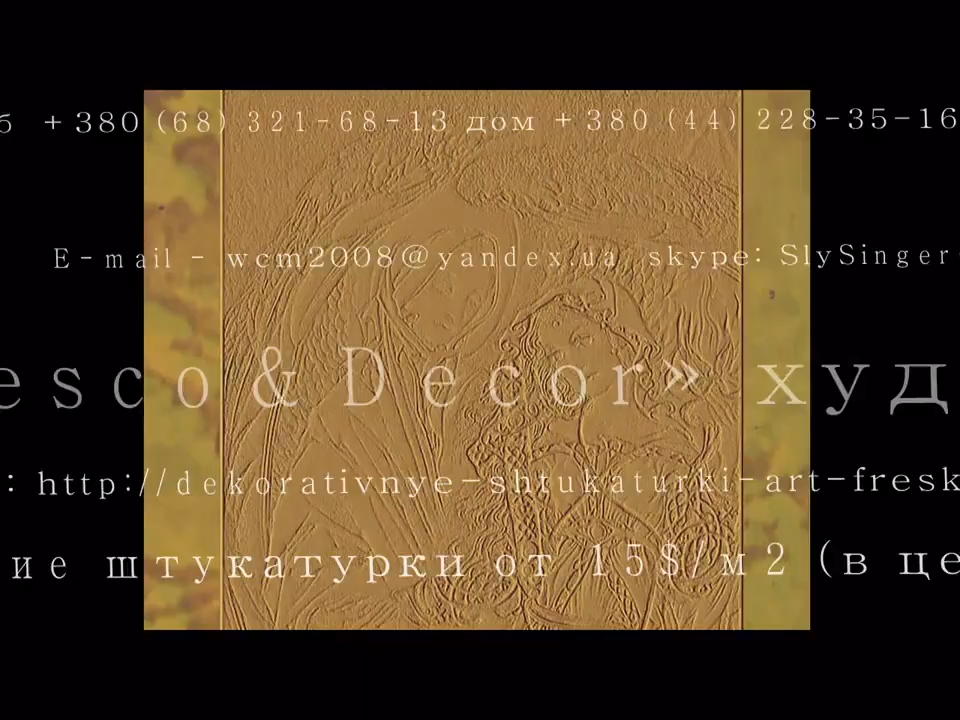 б +380 (68) 321-68-13 дом +380 (44) 228-35-16
E-mail - wcm2008@yandex.ua skype: SlySinger
esco&Decor» худ
: http://dekorativnye-shtukaturki-art-fresk
ие штукатурки от 15$/м2 (в це